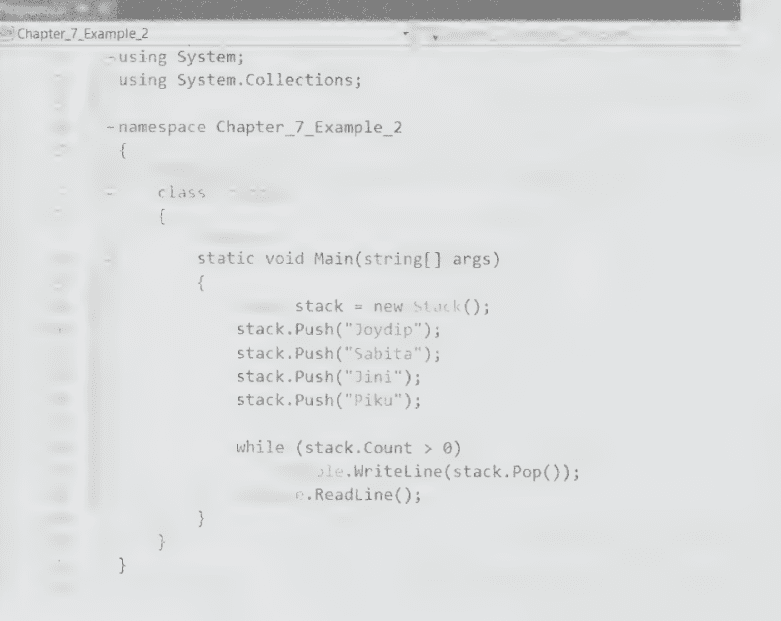 Chapter_7_Example_2
using System;
using System.Collections;
namespace Chapter_7_Example_2
{
class
{
static void Main(string[] args)
{
stack = new Stack();
stack.Push("Joydip");
stack.Push("Sabita");
stack.Push("Jini");
stack.Push("Piku");
while (stack.Count > 0)
.WriteLine(stack.Pop());
.ReadLine();
}
}
}